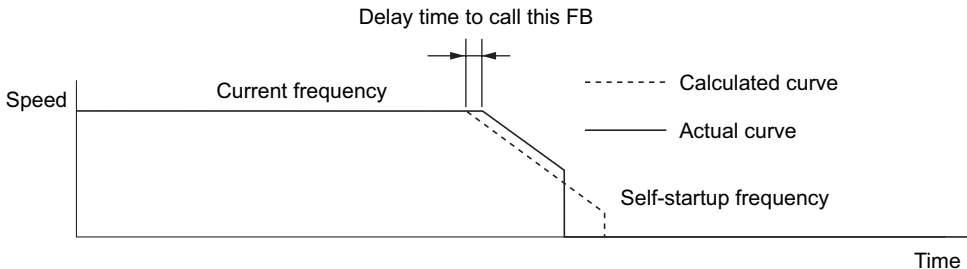 Delay time to call this FB
Speed
Current frequency
Calculated curve
Actual curve
Self-startup frequency
Time